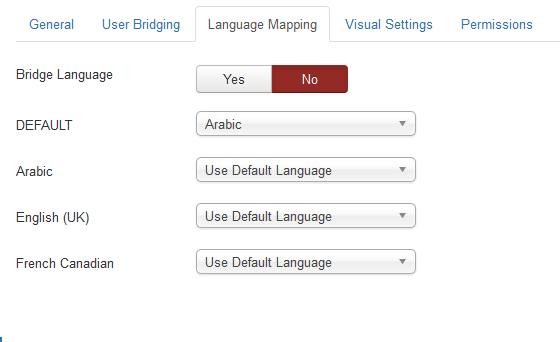 General User Bridging Language Mapping Visual Settings Permissions
Bridge Language Yes No
DEFAULT Arabic
Arabic Use Default Language
English (UK) Use Default Language
French Canadian Use Default Language